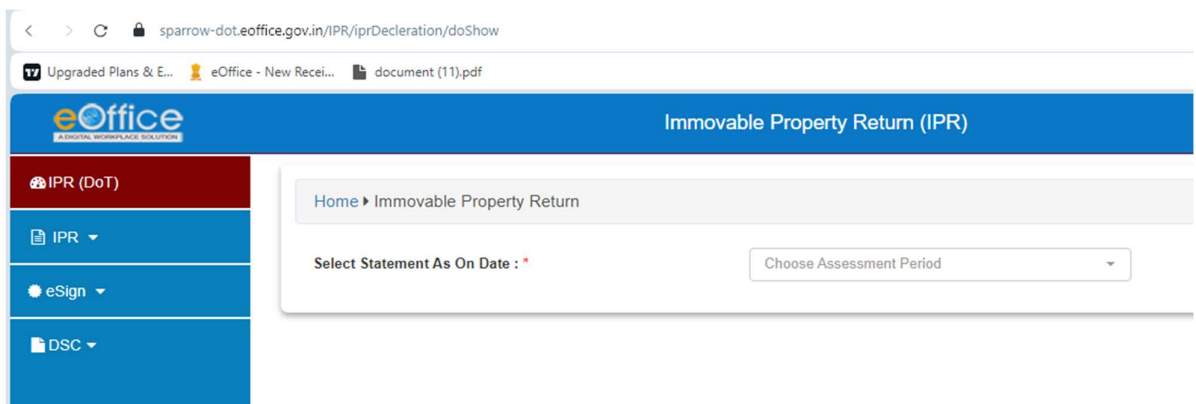 sparrow-dot.eoffice.gov.in/IPR/iprDecleration/doShow
Upgraded Plans & E... eOffice - New Recei... document (11).pdf
eOffice
A DIGITAL WORKPLACE SOLUTION
Immovable Property Return (IPR)
IPR (DoT)
Home Immovable Property Return
IPR
Select Statement As On Date : * Choose Assessment Period
eSign
DSC